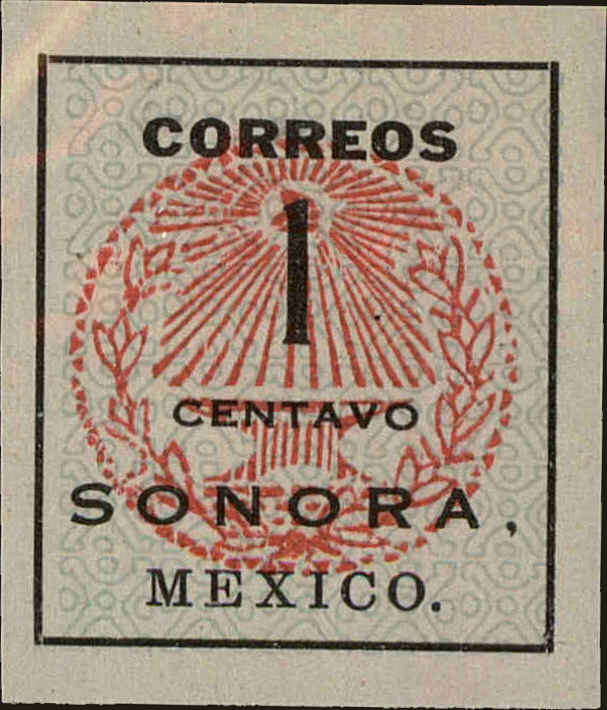 CORREOS
1
CENTAVO
SONORA,
MEXICO.